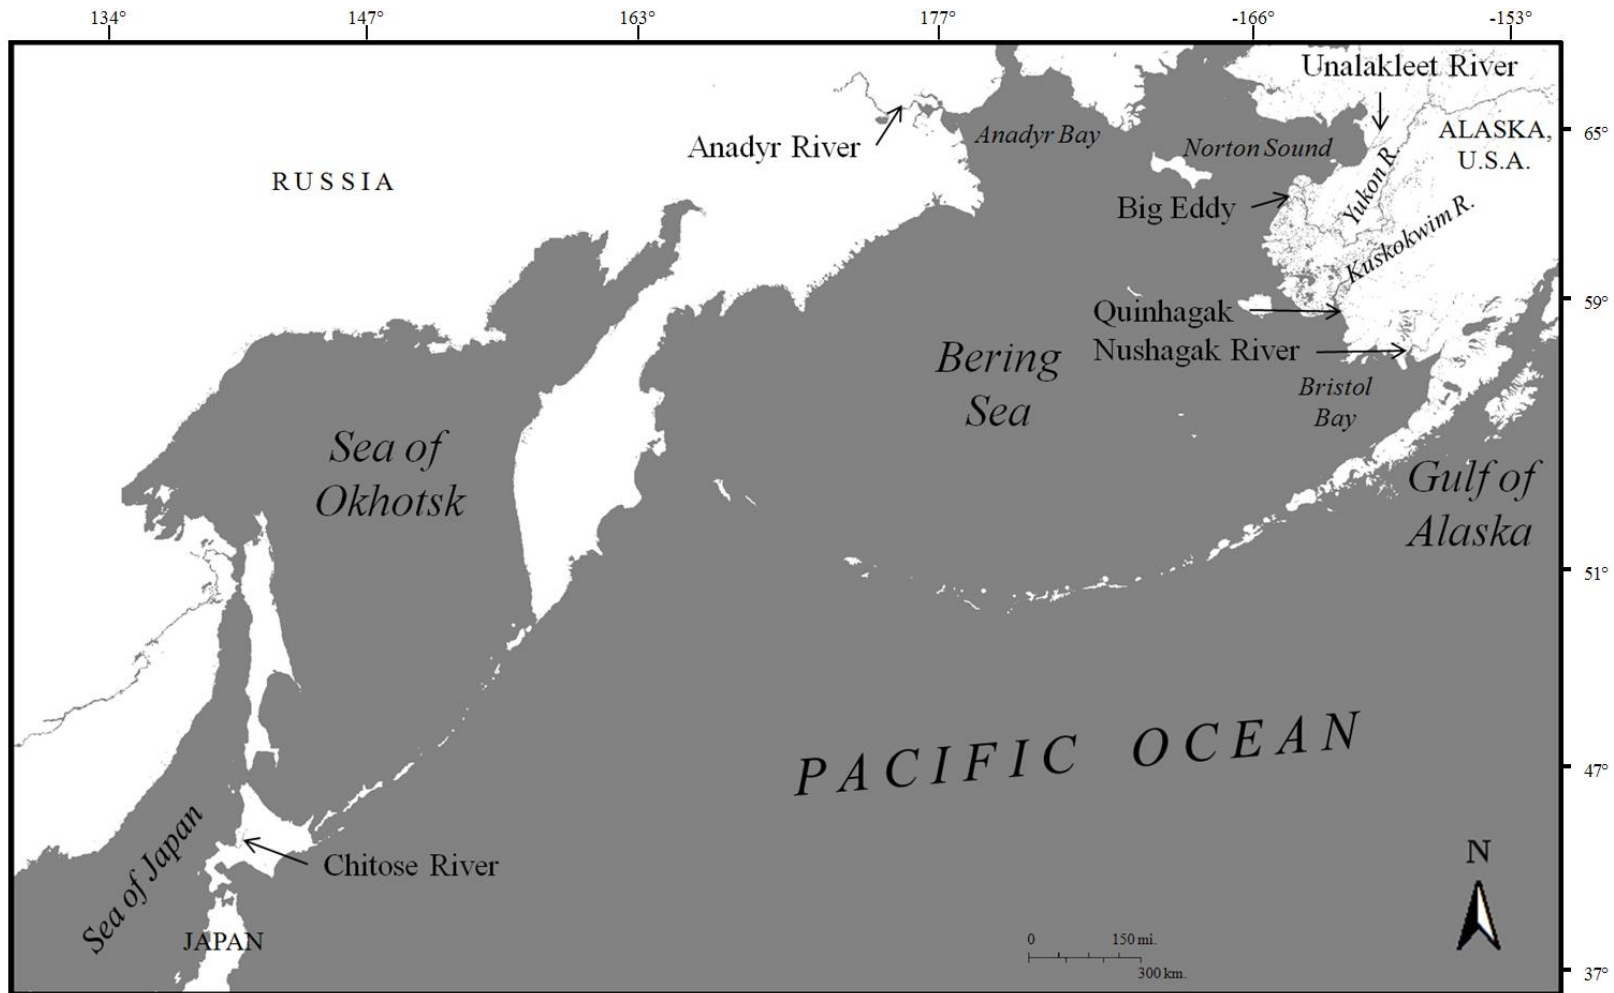 134°
147°
163°
177°
-166°
-153°
Unalakleet River
ALASKA,
U.S.A.
65°
Anadyr River
Anadyr Bay
Norton Sound
RUSSIA
Yukon R.
Big Eddy
Kuskokwim R.
59°
Quinhagak
Nushagak River
Bering
Sea
Bristol
Bay
Sea of
Okhotsk
Gulf of
Alaska
51°
PACIFIC OCEAN
47°
Sea of Japan
Chitose River
N
JAPAN
0 150 mi.
300 km.
37°